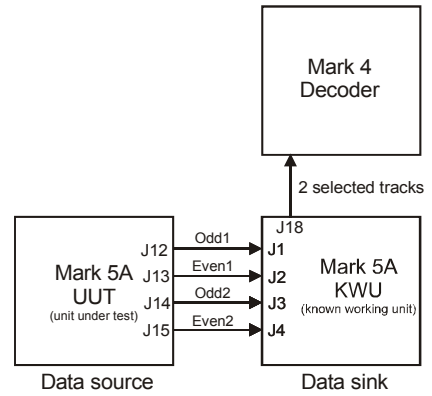 Mark 4
Decoder
2 selected tracks
J18
J12 Odd1 J1
J13 Even1 J2
J14 Odd2 J3
J15 Even2 J4
Mark 5A
UUT
(unit under test)
Mark 5A
KWU
(known working unit)
Data source
Data sink